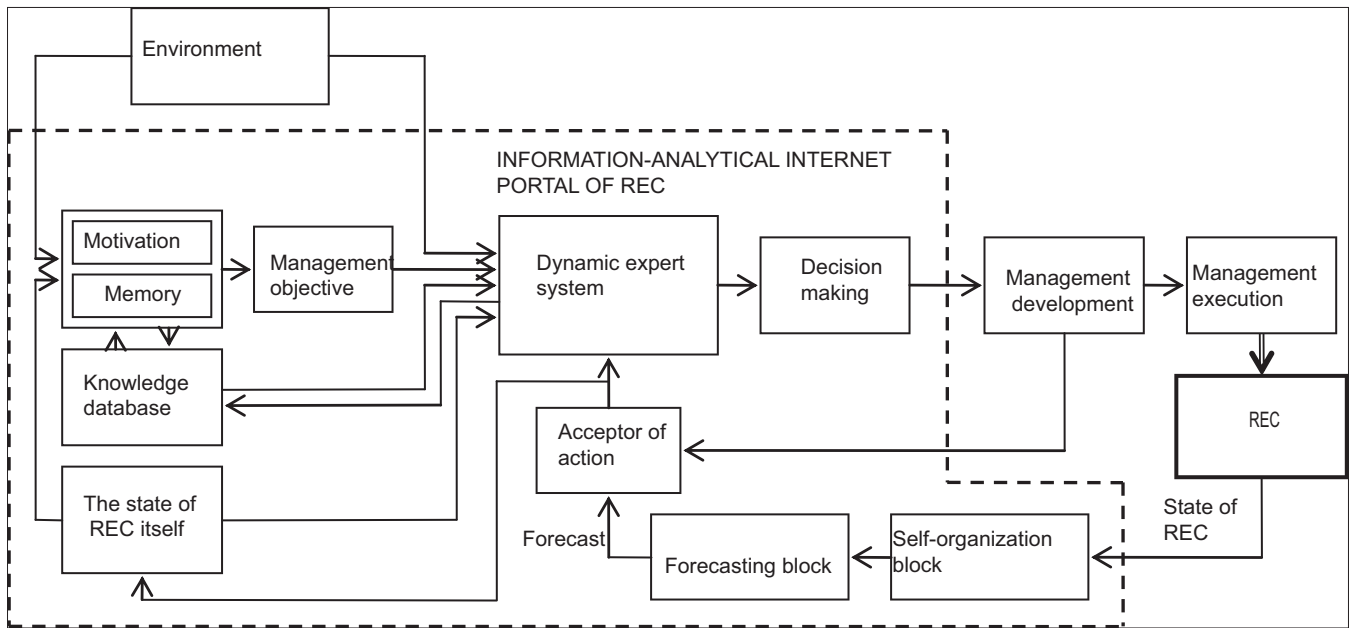 Environment
INFORMATION-ANALYTICAL INTERNET
PORTAL OF REC
Motivation
Memory
Management
objective
Dynamic expert
system
Decision
making
Management
development
Management
execution
Knowledge
database
Acceptor of
action
REC
The state of
REC itself
Forecast
Forecasting block
Self-organization
block
State of
REC